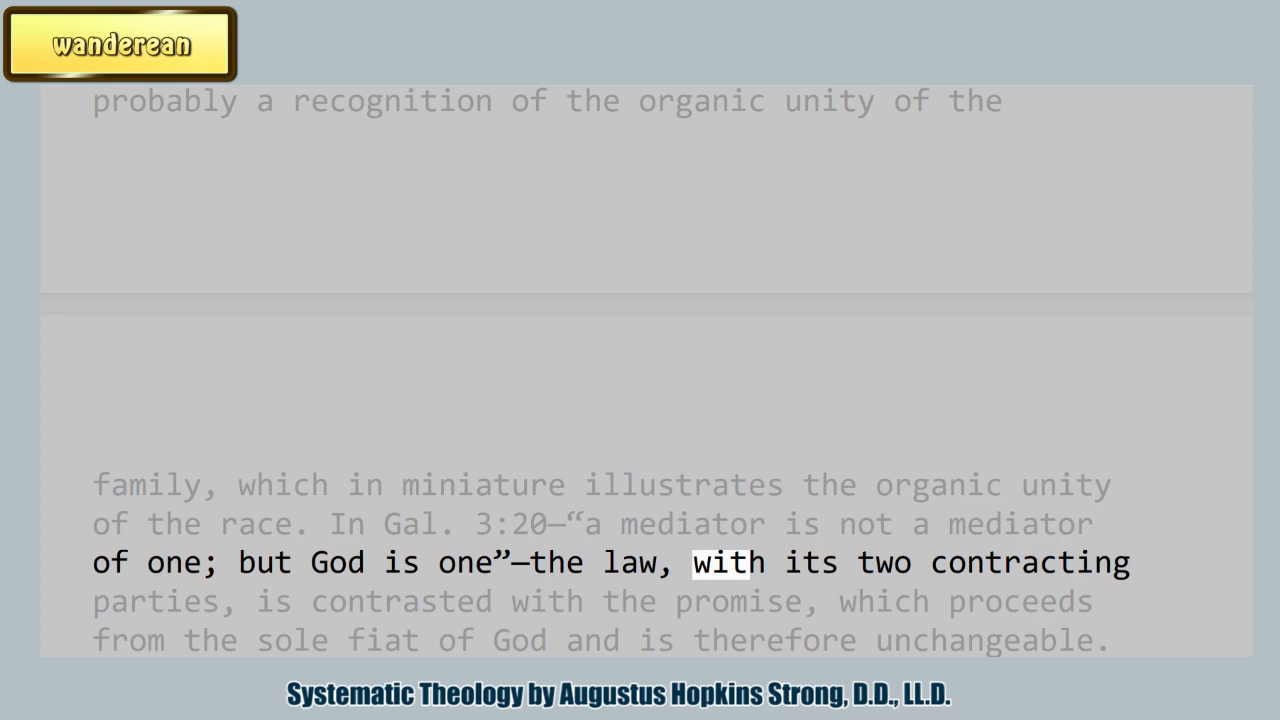 wanderean
probably a recognition of the organic unity of the
family, which in miniature illustrates the organic unity
of the race. In Gal. 3:20—“a mediator is not a mediator
of one; but God is one”—the law, with its two contracting
parties, is contrasted with the promise, which proceeds
from the sole fiat of God and is therefore unchangeable.
Systematic Theology by Augustus Hopkins Strong, D.D., LL.D.